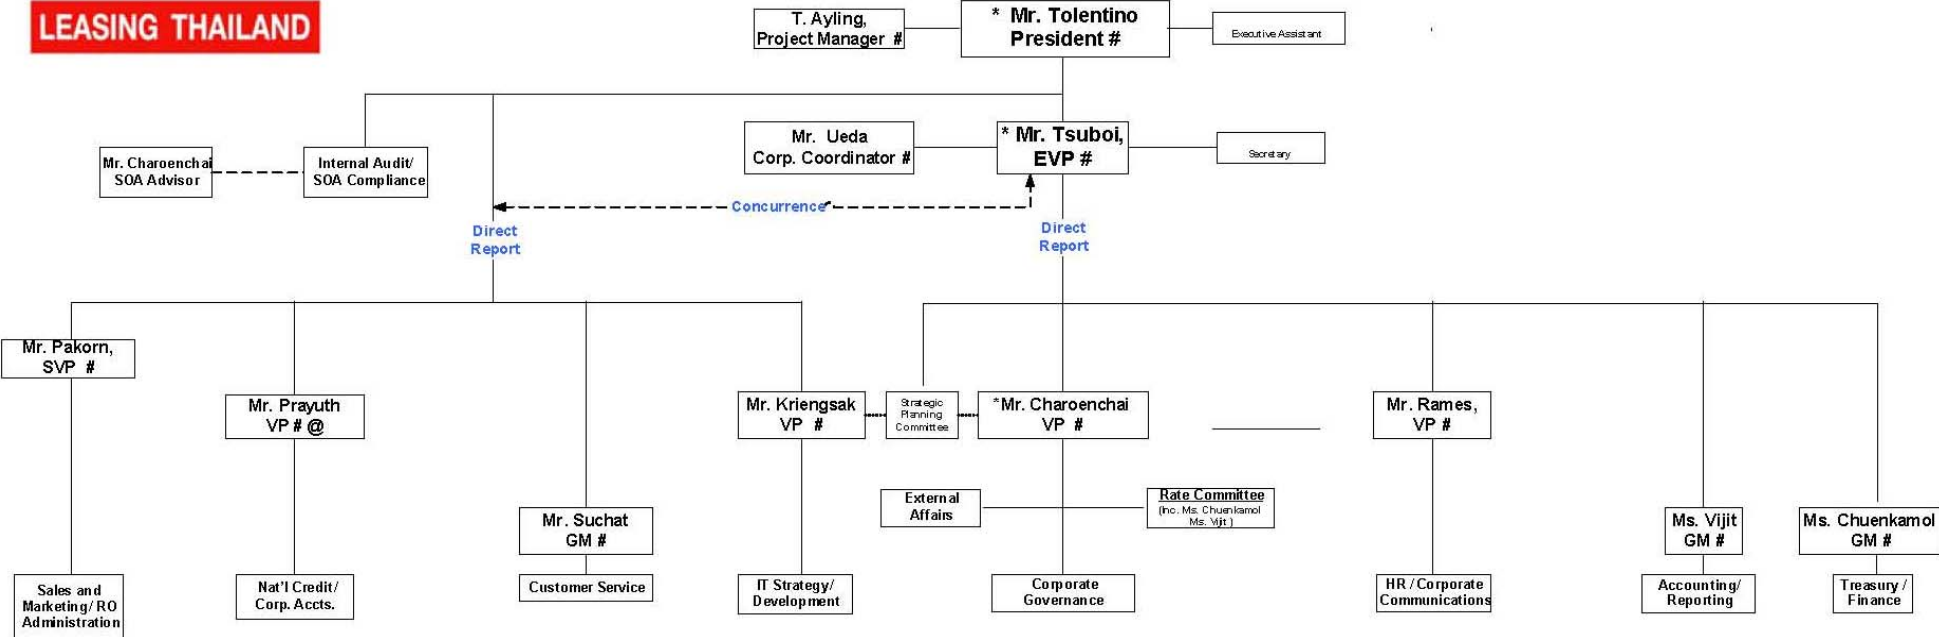 LEASING THAILAND
T. Ayling,
Project Manager #
* Mr. Tolentino
President #
Executive Assistant
Mr. Charoenchai
SOA Advisor
Internal Audit/
SOA Compliance
Mr. Ueda
Corp. Coordinator #
* Mr. Tsuboi,
EVP #
Secretary
Concurrence
Direct
Report
Direct
Report
Mr. Pakorn,
SVP #
Mr. Prayuth
VP # @
Mr. Suchat
GM #
Mr. Kriengsak
VP #
Strategic
Planning
Committee
*Mr. Charoenchai
VP #
Mr. Rames,
VP #
External
Affairs
Rate Committee
(Inc. Ms. Chuenkamol
Ms. Vijit )
Ms. Vijit
GM #
Ms. Chuenkamol
GM #
Sales and
Marketing/ RO
Administration
Nat'l Credit/
Corp. Accts.
Customer Service
IT Strategy/
Development
Corporate
Governance
HR / Corporate
Communications
Accounting/
Reporting
Treasury /
Finance